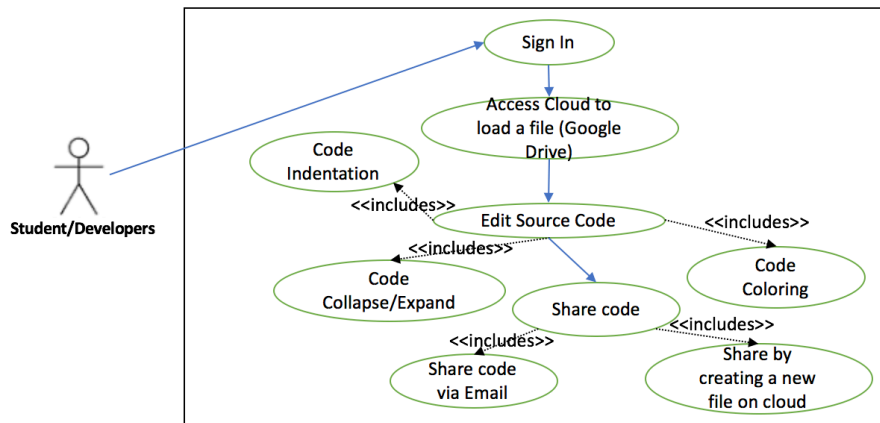 Sign In
Access Cloud to
load a file (Google
Drive)
Code
Indentation
<<includes>>
Student/Developers
Edit Source Code
<<includes>>
<<includes>>
Code
Collapse/Expand
Code
Coloring
Share code
<<includes>>
<<includes>>
Share code
via Email
Share by
creating a new
file on cloud